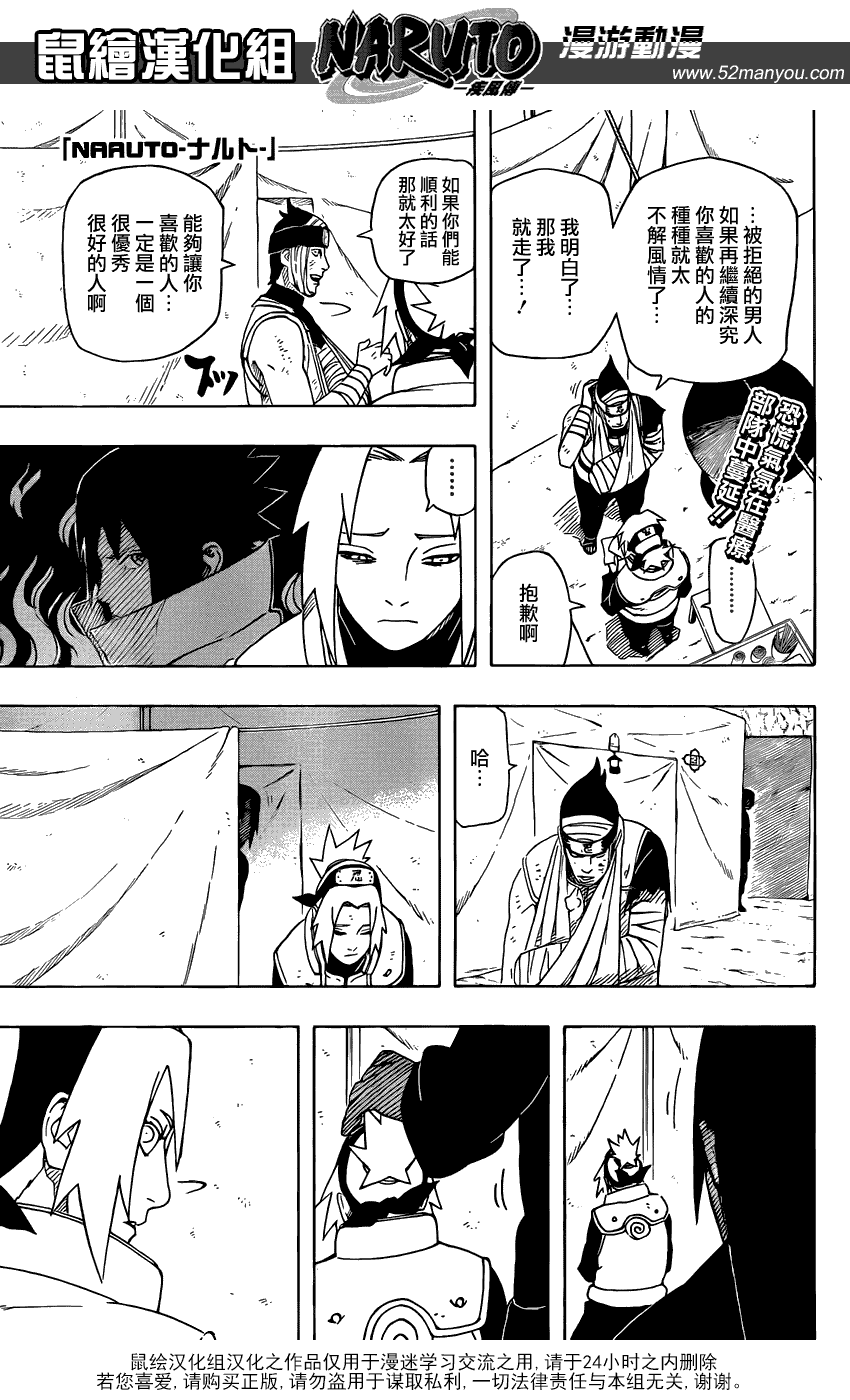 鼠繪漢化組
NARUTO
-疾風傳-
漫游動漫
www.52manyou.com
「NARUTO-ナルト-」
…被拒絕的男人
如果再繼續深究
你喜歡的人的
種種就太
不解風情了…
我明白了…
那我
就走了…!
恐慌氣氛在醫療
部隊中蔓延!!
………
抱歉啊
如果你們能
順利的話
那就太好了
能夠讓你
喜歡的人…
一定是一個
很優秀
很好的人啊
ズッ
………
哈…
忍
鼠绘汉化组汉化之作品仅用于漫迷学习交流之用,请于24小时之内删除
若您喜爱,请购买正版,请勿盗用于谋取私利,一切法律责任与本组无关,谢谢。